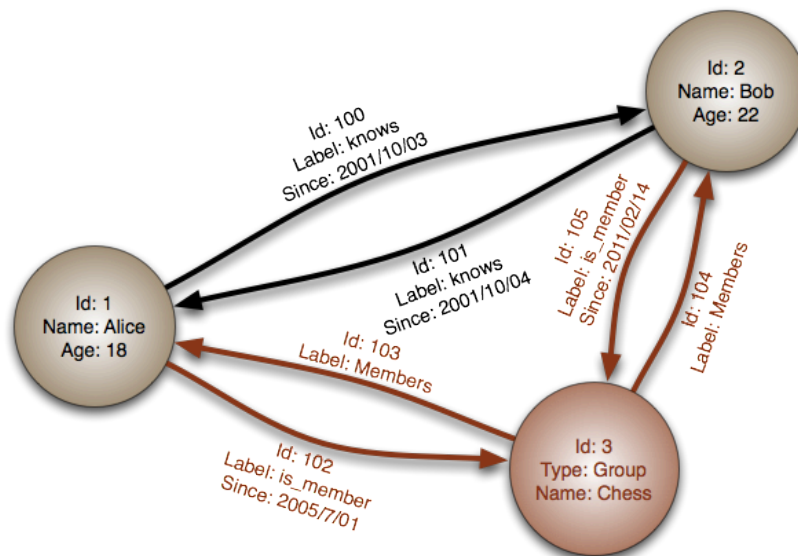 Id: 2
Name: Bob
Age: 22
Id: 100
Label: knows
Since: 2001/10/03
Id: 101
Label: knows
Since: 2001/10/04
Id: 105
Label: is_member
Since: 2011/02/14
Id: 104
Label: Members
Id: 1
Name: Alice
Age: 18
Id: 103
Label: Members
Id: 102
Label: is_member
Since: 2005/7/01
Id: 3
Type: Group
Name: Chess